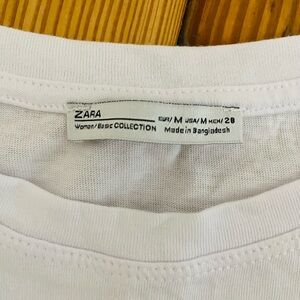 ZARA
EUR/ M USA/ M MEX/ 28
Woman/Basic COLLECTION
Made in Bangladesh